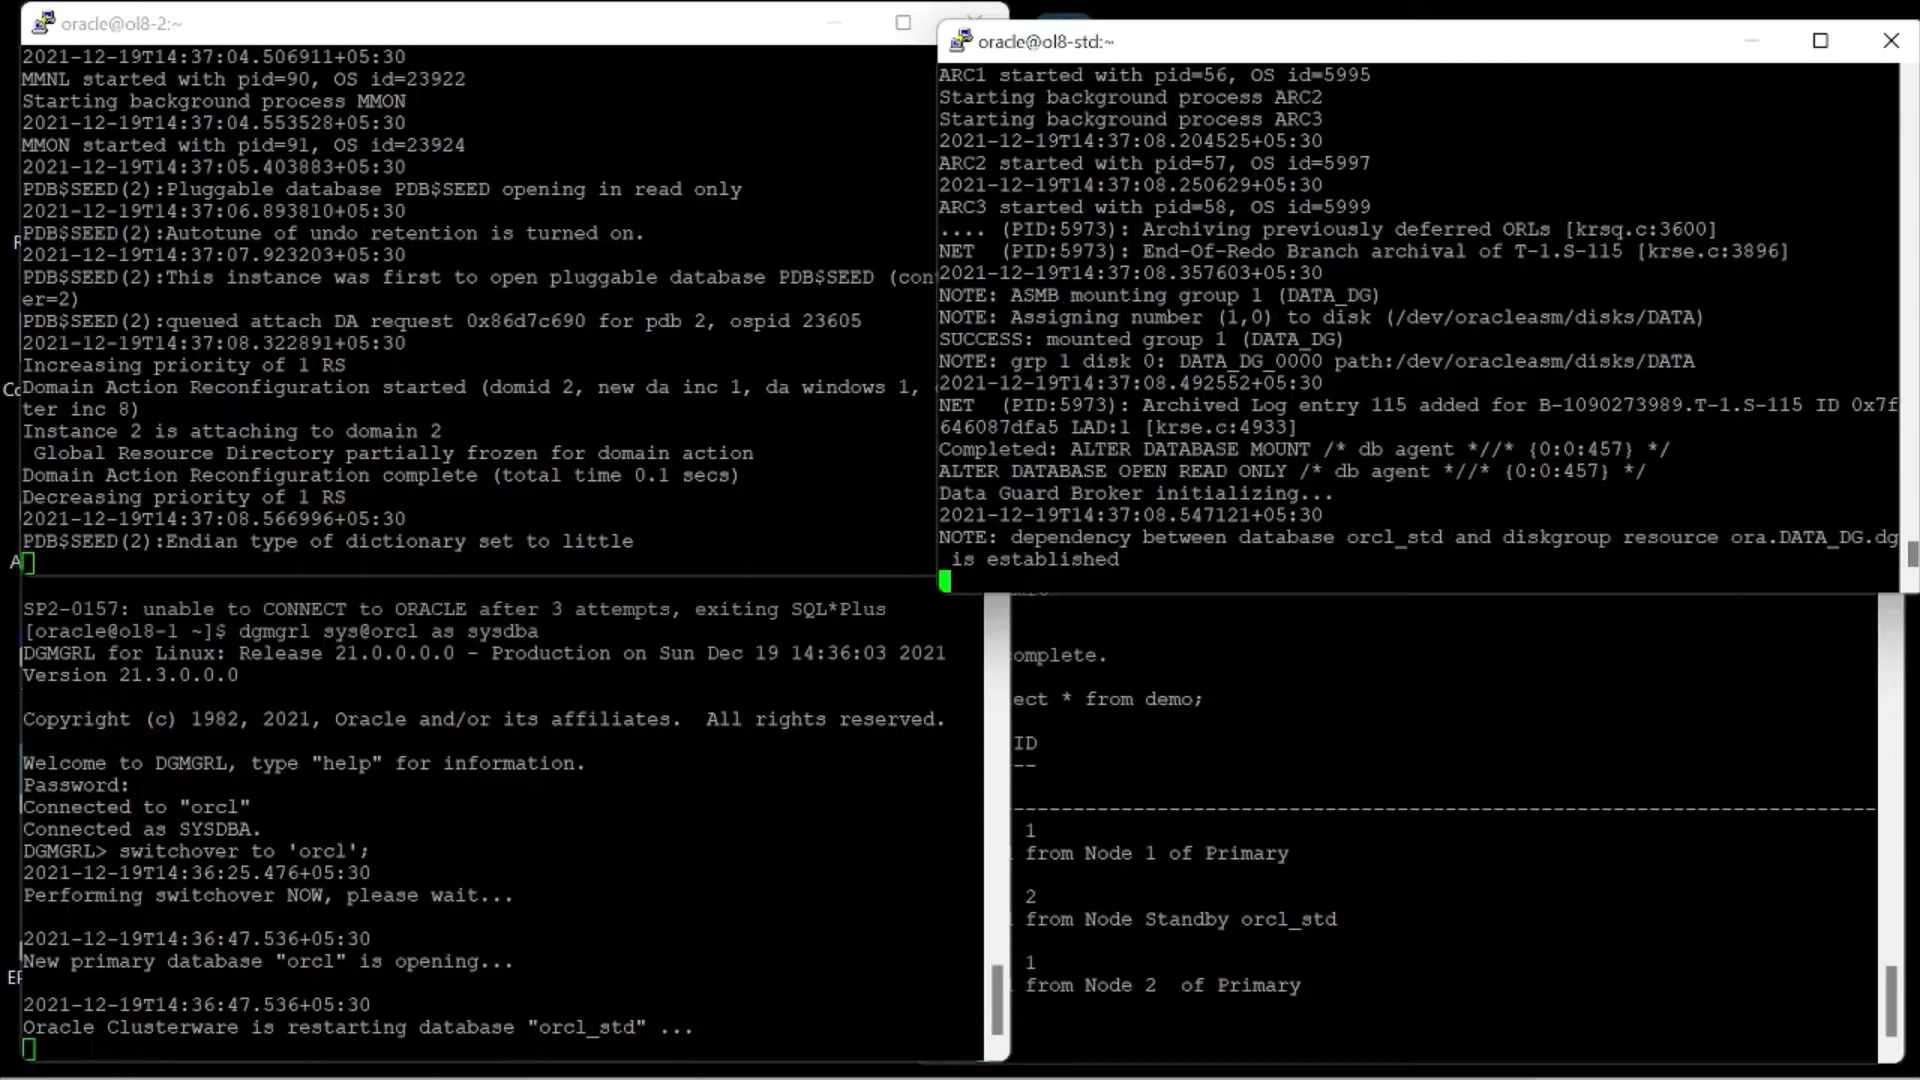 oracle@ol8-2:~
2021-12-19T14:37:04.506911+05:30
MMNL started with pid=90, OS id=23922
Starting background process MMON
2021-12-19T14:37:04.553528+05:30
MMON started with pid=91, OS id=23924
2021-12-19T14:37:05.403883+05:30
PDB$SEED(2):Pluggable database PDB$SEED opening in read only
2021-12-19T14:37:06.893810+05:30
PDB$SEED(2):Autotune of undo retention is turned on.
2021-12-19T14:37:07.923203+05:30
PDB$SEED(2):This instance was first to open pluggable database PDB$SEED (con
er=2)
PDB$SEED(2):queued attach DA request 0x86d7c690 for pdb 2, ospid 23605
2021-12-19T14:37:08.322891+05:30
Increasing priority of 1 RS
Domain Action Reconfiguration started (domid 2, new da inc 1, da windows 1,
ter inc 8)
Instance 2 is attaching to domain 2
Global Resource Directory partially frozen for domain action
Domain Action Reconfiguration complete (total time 0.1 secs)
Decreasing priority of 1 RS
2021-12-19T14:37:08.566996+05:30
PDB$SEED(2):Endian type of dictionary set to little
oracle@ol8-std:~
ARC1 started with pid=56, OS id=5995
Starting background process ARC2
Starting background process ARC3
2021-12-19T14:37:08.204525+05:30
ARC2 started with pid=57, OS id=5997
2021-12-19T14:37:08.250629+05:30
ARC3 started with pid=58, OS id=5999
.... (PID:5973): Archiving previously deferred ORLs [krsq.c:3600]
NET  (PID:5973): End-Of-Redo Branch archival of T-1.S-115 [krse.c:3896]
2021-12-19T14:37:08.357603+05:30
NOTE: ASMB mounting group 1 (DATA_DG)
NOTE: Assigning number (1,0) to disk (/dev/oracleasm/disks/DATA)
SUCCESS: mounted group 1 (DATA_DG)
NOTE: grp 1 disk 0: DATA_DG_0000 path:/dev/oracleasm/disks/DATA
2021-12-19T14:37:08.492552+05:30
NET  (PID:5973): Archived Log entry 115 added for B-1090273989.T-1.S-115 ID 0x7f
646087dfa5 LAD:1 [krse.c:4933]
Completed: ALTER DATABASE MOUNT /* db agent *//* {0:0:457} */
ALTER DATABASE OPEN READ ONLY /* db agent *//* {0:0:457} */
Data Guard Broker initializing...
2021-12-19T14:37:08.547121+05:30
NOTE: dependency between database orcl_std and diskgroup resource ora.DATA_DG.dg
is established
SP2-0157: unable to CONNECT to ORACLE after 3 attempts, exiting SQL*Plus
[oracle@ol8-1 ~]$ dgmgrl sys@orcl as sysdba
DGMGRL for Linux: Release 21.0.0.0.0 - Production on Sun Dec 19 14:36:03 2021
Version 21.3.0.0.0
Copyright (c) 1982, 2021, Oracle and/or its affiliates.  All rights reserved.
Welcome to DGMGRL, type "help" for information.
Password:
Connected to "orcl"
Connected as SYSDBA.
DGMGRL> switchover to 'orcl';
2021-12-19T14:36:25.476+05:30
Performing switchover NOW, please wait...
2021-12-19T14:36:47.536+05:30
New primary database "orcl" is opening...
2021-12-19T14:36:47.536+05:30
Oracle Clusterware is restarting database "orcl_std" ...
omplete.
ect * from demo;
ID
--
--------------------------------------------------------------------------------
1
from Node 1 of Primary
2
from Node Standby orcl_std
1
from Node 2  of Primary